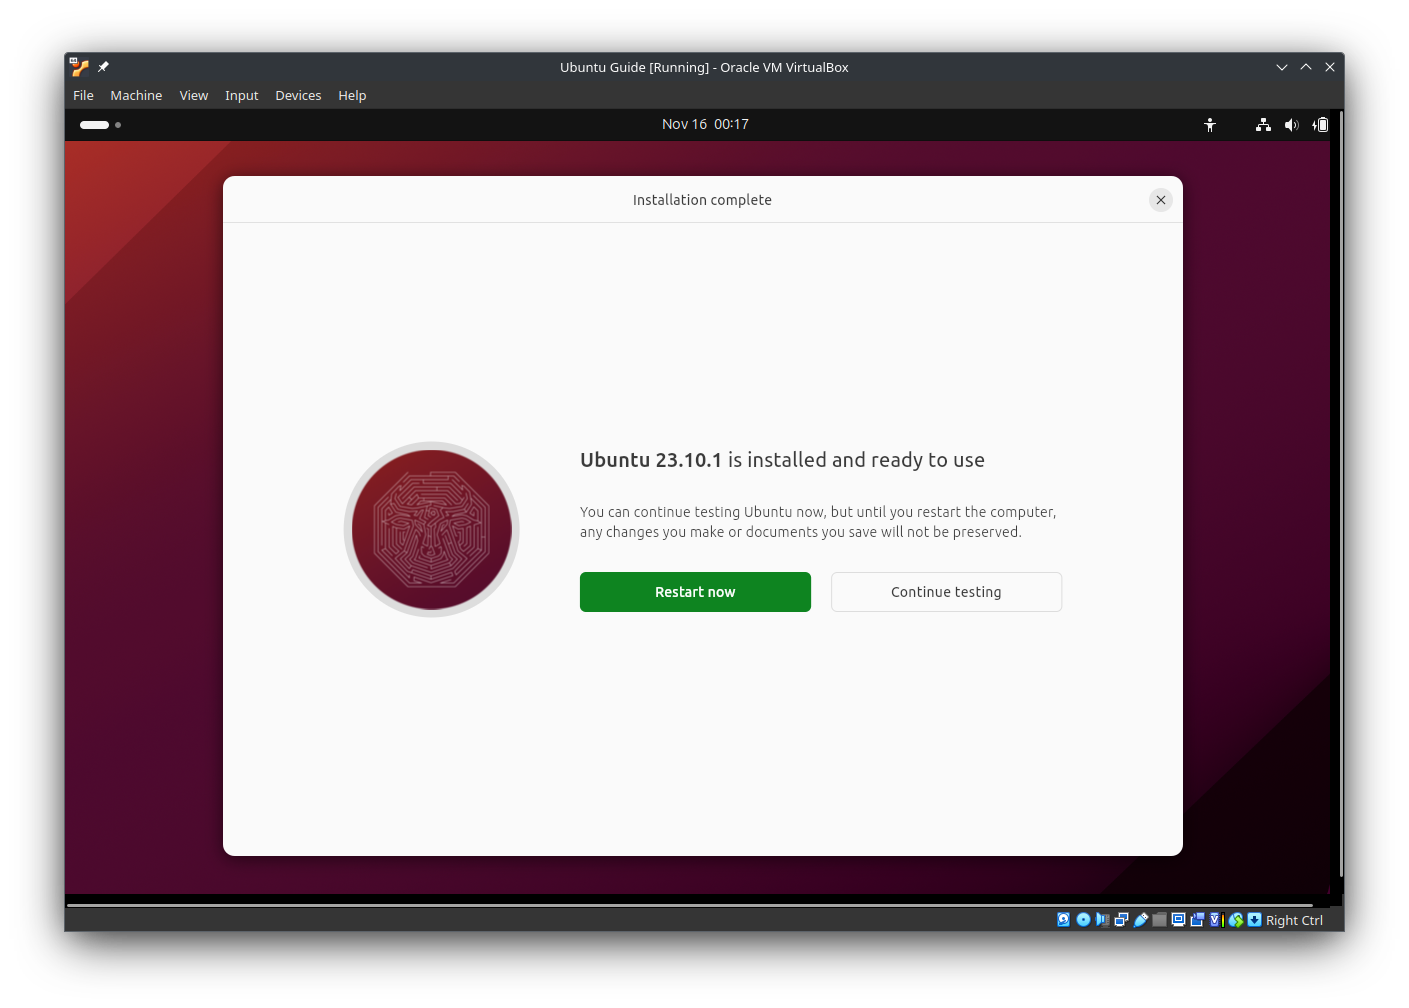 Ubuntu Guide [Running] - Oracle VM VirtualBox
File Machine View Input Devices Help
Nov 16 00:17
Installation complete
Ubuntu 23.10.1 is installed and ready to use
You can continue testing Ubuntu now, but until you restart the computer,
any changes you make or documents you save will not be preserved.
Restart now Continue testing
Right Ctrl